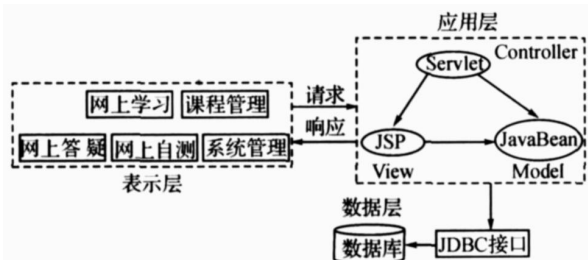 应用层
Servlet Controller
网上学习 课程管理
请求
响应
网上答疑 网上自测 系统管理
JSP JavaBean
表示层
View Model
数据层
数据库 JDBC接口